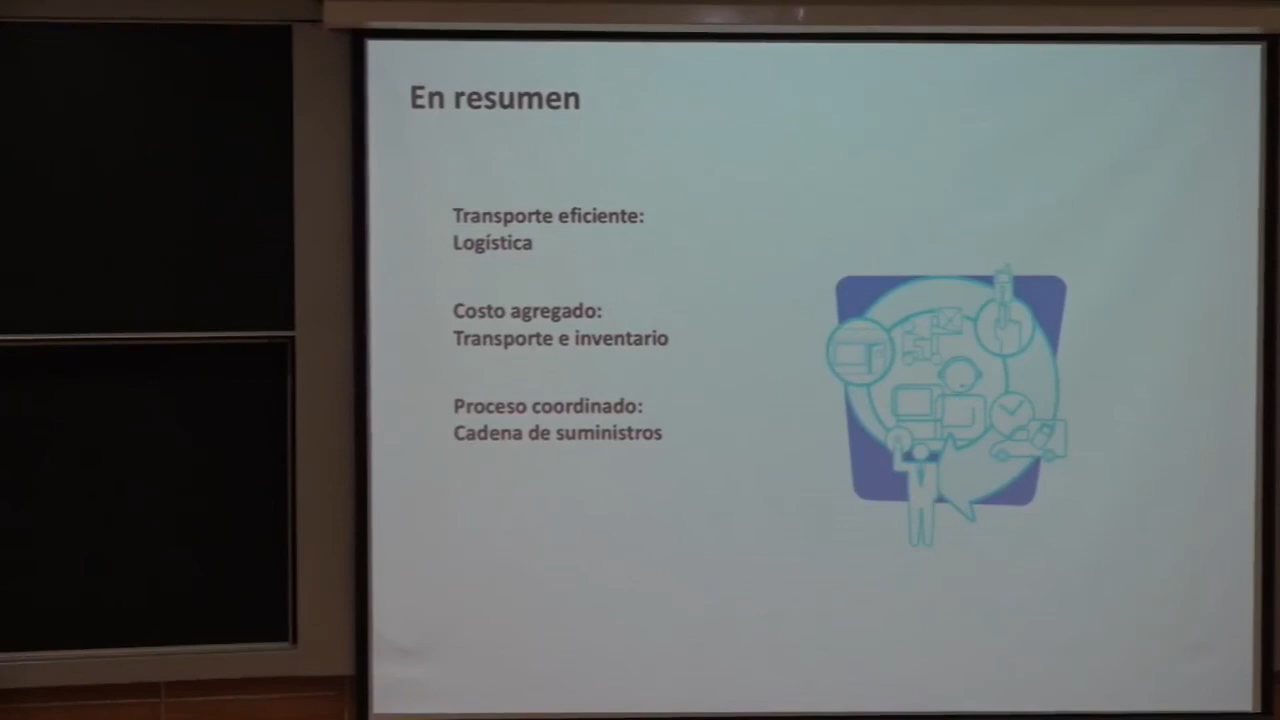 En resumen
Transporte eficiente:
Logística
Costo agregado:
Transporte e inventario
Proceso coordinado:
Cadena de suministros